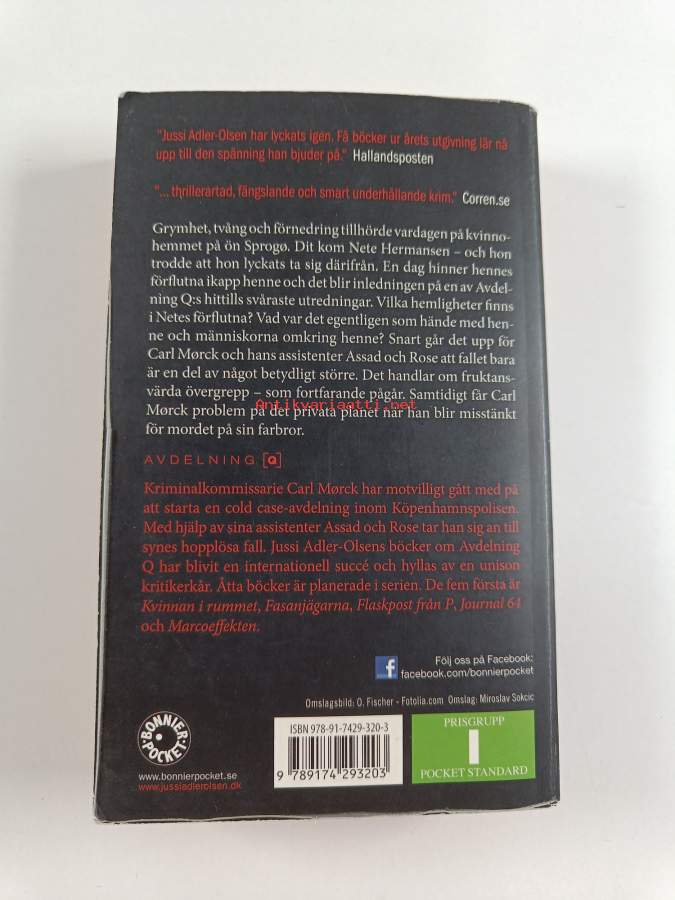 "Jussi Adler-Olsen har lyckats igen. Få böcker ur årets utgivning lär nå
upp till den spänning han bjuder på." Hallandsposten
"... thrillerartad, fängslande och smart underhållande krim." Corren.se
Grymhet, tvång och förnedring tillhörde vardagen på kvinno-
hemmet på ön Sprogø. Dit kom Nete Hermansen – och hon
trodde att hon lyckats ta sig därifrån. En dag hinner hennes
förflutna ikapp henne och det blir inledningen på en av Avdel-
ning Q:s hittills svåraste utredningar. Vilka hemligheter finns
i Netes förflutna? Vad var det egentligen som hände med hen-
ne och människorna omkring henne? Snart går det upp för
Carl Mørck och hans assistenter Assad och Rose att fallet bara
är en del av något betydligt större. Det handlar om fruktans-
värda övergrepp – som fortfarande pågår. Samtidigt får Carl
Antikvariaatti.net
Mørck problem på det privata planet när han blir misstänkt
för mordet på sin farbror.
AVDELNING [Q]
Kriminalkommissarie Carl Mørck har motvilligt gått med på
att starta en cold case-avdelning inom Köpenhamnspolisen.
Med hjälp av sina assistenter Assad och Rose tar han sig an till
synes hopplösa fall. Jussi Adler-Olsens böcker om Avdelning
Q har blivit en internationell succé och hyllas av en unison
kritikerkår. Åtta böcker är planerade i serien. De fem första är
Kvinnan i rummet, Fasanjägarna, Flaskpost från P, Journal 64
och Marcoeffekten.
f
Följ oss på Facebook:
facebook.com/bonnierpocket
Omslagsbild: O. Fischer - Fotolia.com Omslag: Miroslav Sokcic
BONNIER
POCKET
www.bonnierpocket.se
www.jussiadlerolsen.dk
ISBN 978-91-7429-320-3
9 789174 293203
PRISGRUPP
1
POCKET STANDARD